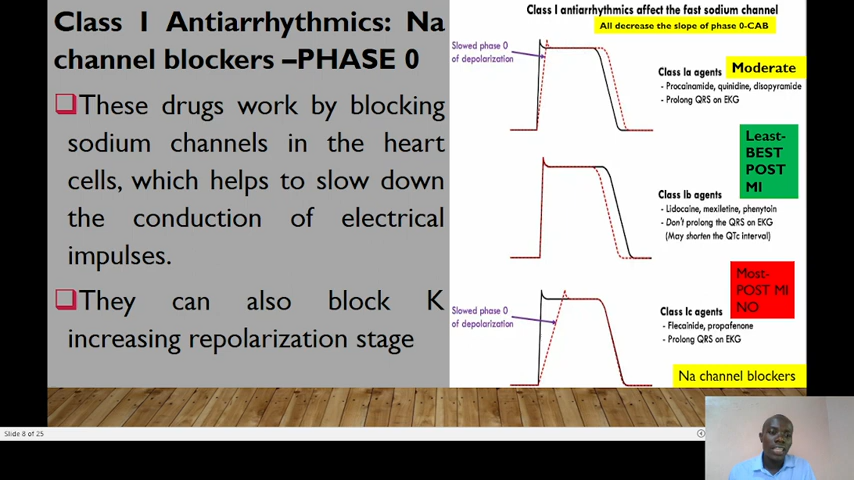 Class I Antiarrhythmics: Na
channel blockers –PHASE 0
These drugs work by blocking
sodium channels in the heart
cells, which helps to slow down
the conduction of electrical
impulses.
They can also block K
increasing repolarization stage
Class I antiarrhythmics affect the fast sodium channel
All decrease the slope of phase 0-CAB
Slowed phase 0
of depolarization
Class Ia agents
Moderate
- Procainamide, quinidine, disopyramide
- Prolong QRS on EKG
Least-
BEST
POST
MI
Class Ib agents
- Lidocaine, mexiletine, phenytoin
- Don't prolong the QRS on EKG
(May shorten the QTc interval)
Most-
POST MI
NO
Slowed phase 0
of depolarization
Class Ic agents
- Flecainide, propafenone
- Prolong QRS on EKG
Na channel blockers
Slide 8 of 25